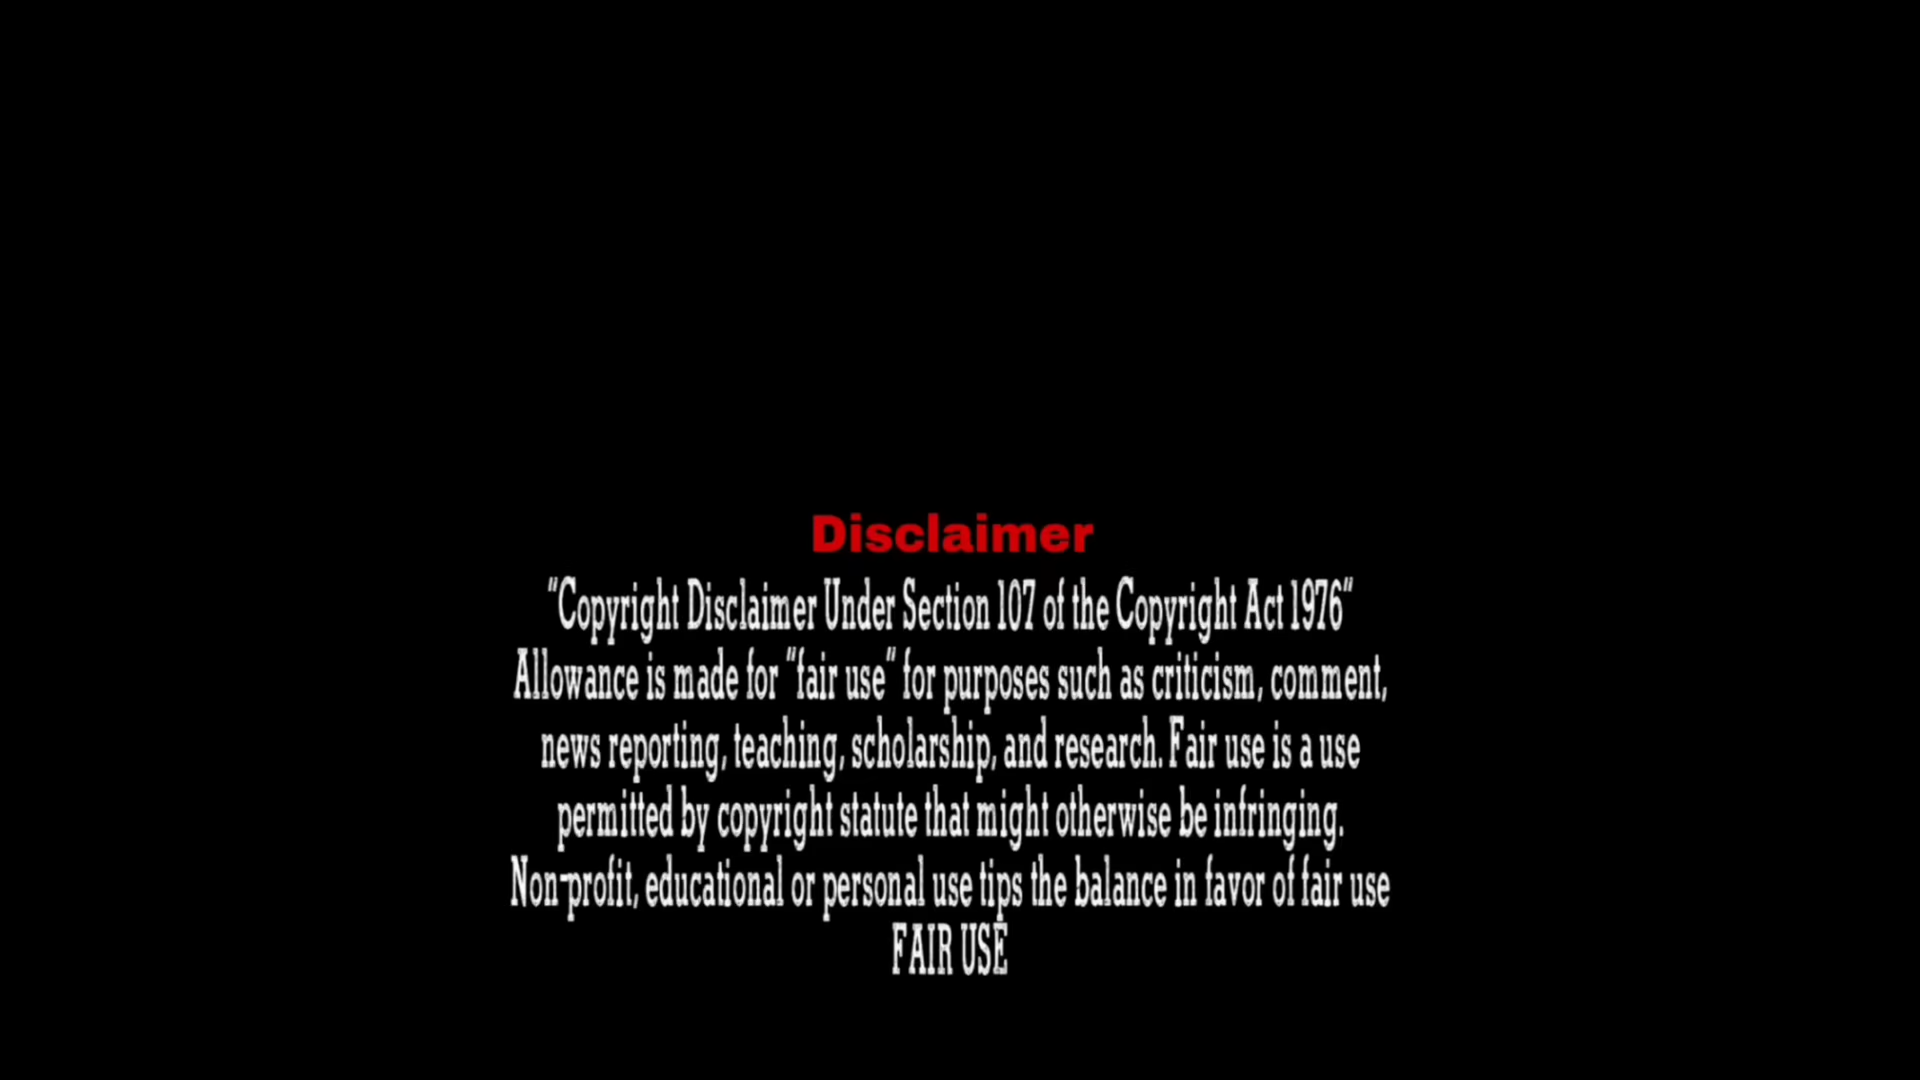 Disclaimer
"Copyright Disclaimer Under Section 107 of the Copyright Act 1976"
Allowance is made for "fair use" for purposes such as criticism, comment,
news reporting, teaching, scholarship, and research. Fair use is a use
permitted by copyright statute that might otherwise be infringing.
Non-profit, educational or personal use tips the balance in favor of fair use
FAIR USE